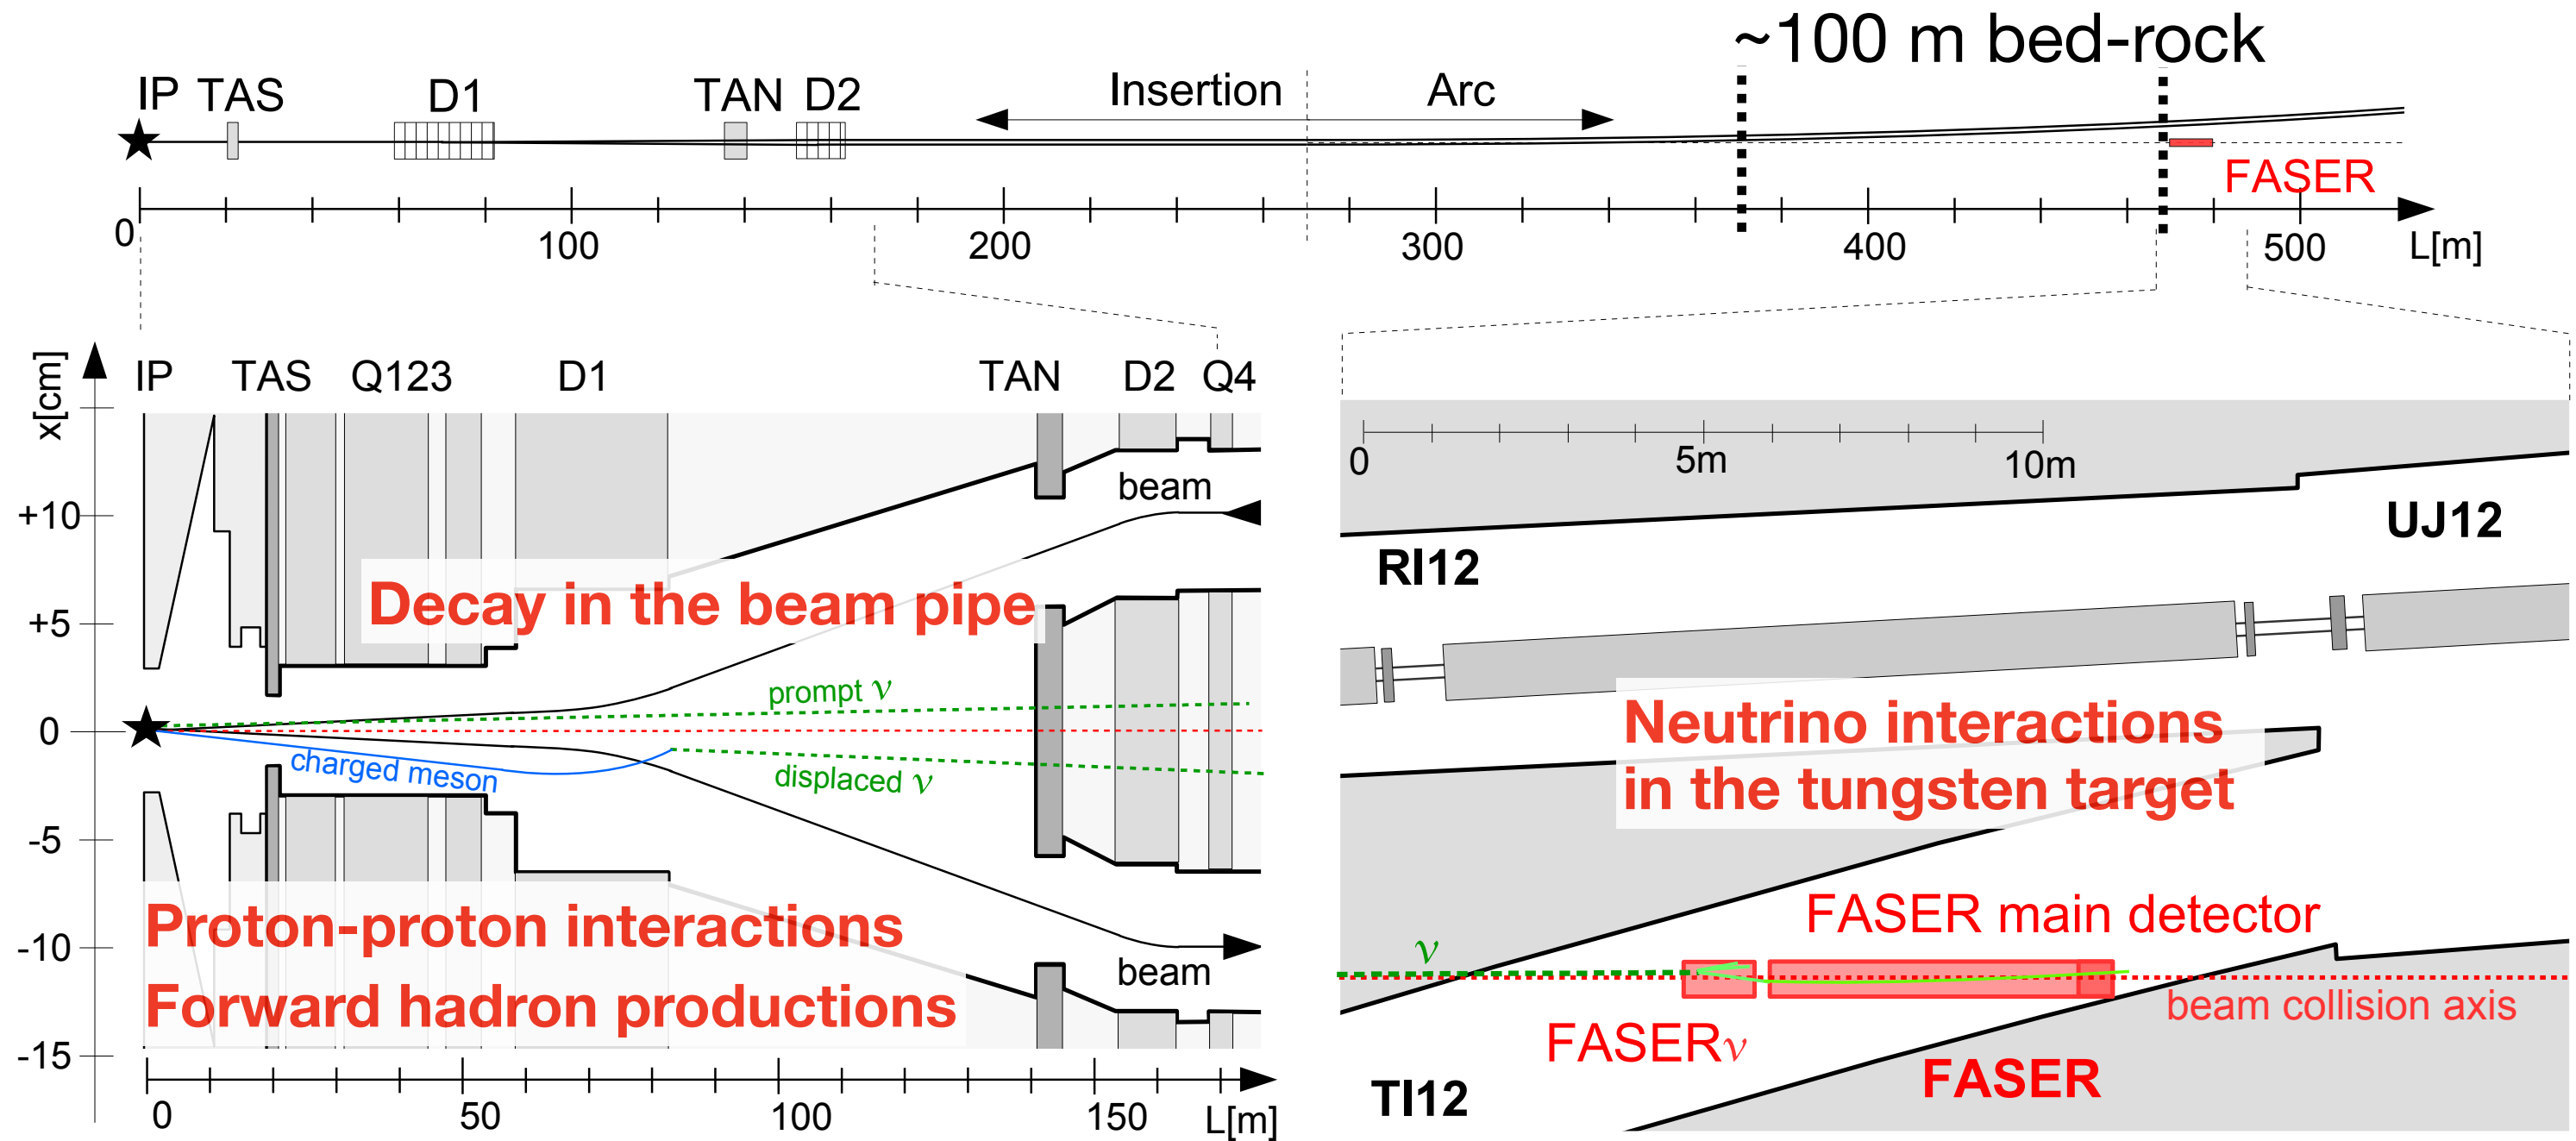 ~100 m bed-rock
IP TAS D1 TAN D2 Insertion Arc
FASER
0 100 200 300 400 500 L[m]
x[cm]
IP TAS Q123 D1 TAN D2 Q4
+10
+5
0
-5
-10
-15
beam
Decay in the beam pipe
prompt ν
charged meson
displaced ν
beam
Proton-proton interactions
Forward hadron productions
0 50 100 150 L[m]
0 5m 10m
UJ12
RI12
Neutrino interactions
in the tungsten target
FASER main detector
ν
beam collision axis
FASERν
FASER
TI12